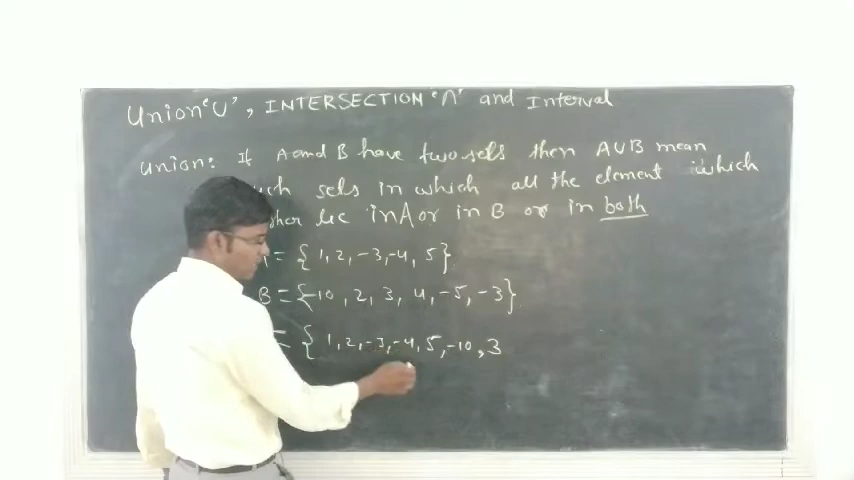 Union 'U', INTERSECTION '∩' and Interval
Union: If A and B have two sets then AUB mean
sets in which all the element which
lie in A or in B or in both
= {1, 2, -3, -4, 5}
B = {-10, 2, 3, 4, -5, -3}
= { 1, 2, -3, -4, 5, -10, 3